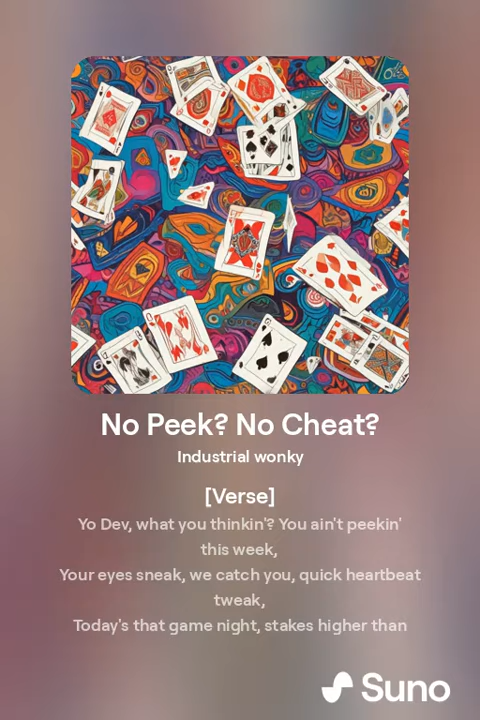 No Peek? No Cheat?
Industrial wonky
[Verse]
Yo Dev, what you thinkin'? You ain't peekin'
this week,
Your eyes sneak, we catch you, quick heartbeat
tweak,
Today's that game night, stakes higher than
Suno